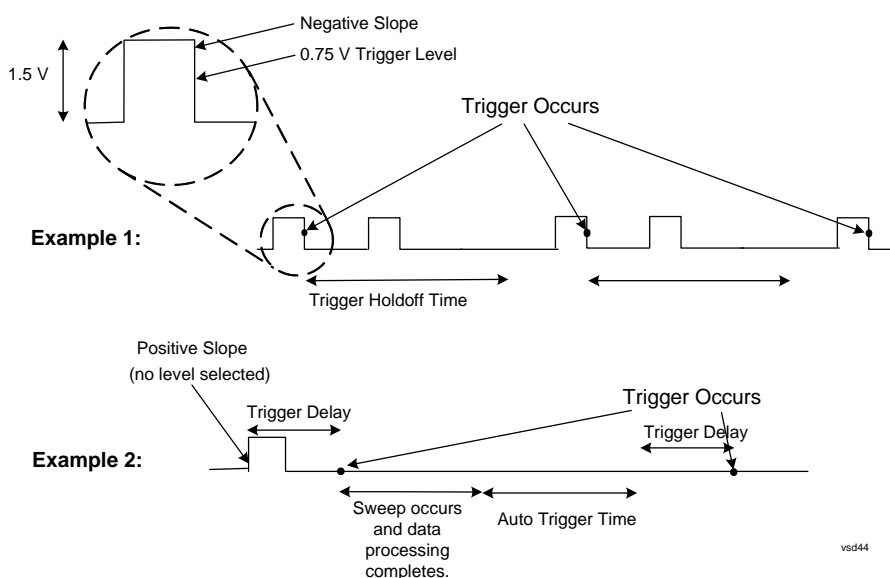 Negative Slope
1.5 V
0.75 V Trigger Level
Trigger Occurs
Example 1:
Trigger Holdoff Time
Positive Slope
(no level selected)
Trigger Delay
Trigger Occurs
Trigger Delay
Example 2:
Sweep occurs
and data
processing
completes.
Auto Trigger Time
vsd44